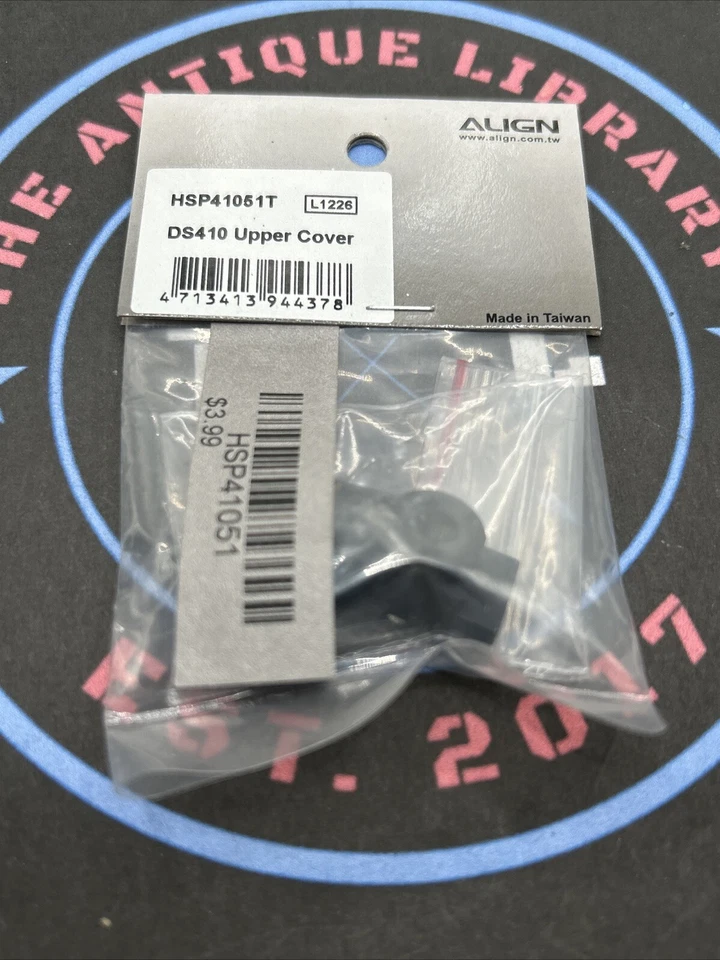 THE ANTIQUE LIBRARY
ALIGN
www.align.com.tw
HSP41051T L1226
DS410 Upper Cover
4 713413 944378
Made in Taiwan
HSP41051
$3.99
EST. 2017